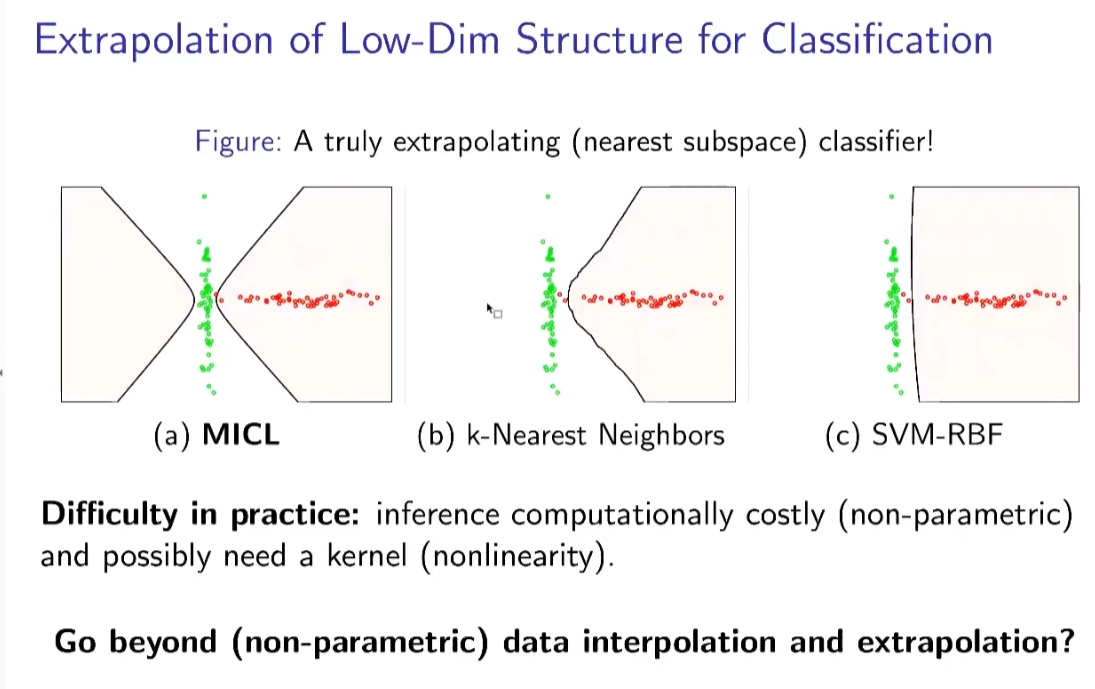 Extrapolation of Low-Dim Structure for Classification
Figure: A truly extrapolating (nearest subspace) classifier!
(a) MICL
(b) k-Nearest Neighbors
(c) SVM-RBF
Difficulty in practice: inference computationally costly (non-parametric)
and possibly need a kernel (nonlinearity).
Go beyond (non-parametric) data interpolation and extrapolation?